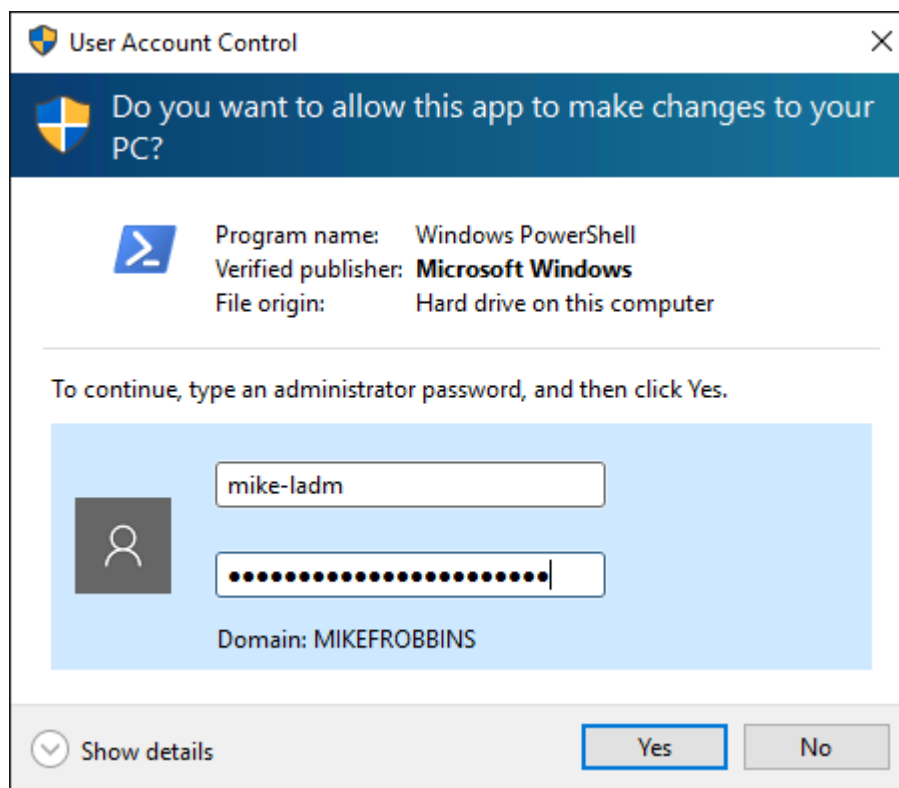 User Account Control
Do you want to allow this app to make changes to your
PC?
Program name: Windows PowerShell
Verified publisher: Microsoft Windows
File origin: Hard drive on this computer
To continue, type an administrator password, and then click Yes.
mike-ladm
●●●●●●●●●●●●●●●●●●●●●●●
Domain: MIKEFROBBINS
Show details
Yes
No